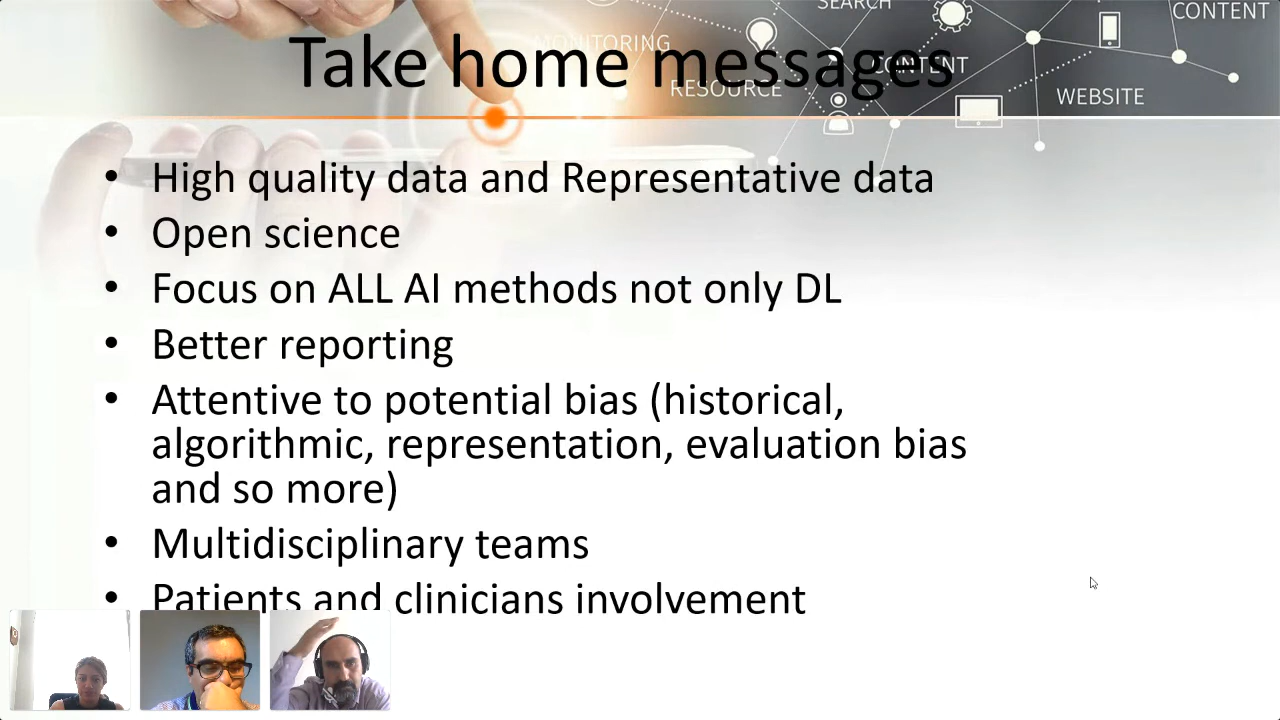 SEARCH
CONTENT
MONITORING
Take home messages
CONTENT
RESOURCE
WEBSITE
• High quality data and Representative data
• Open science
• Focus on ALL AI methods not only DL
• Better reporting
• Attentive to potential bias (historical,
algorithmic, representation, evaluation bias
and so more)
• Multidisciplinary teams
• Patients and clinicians involvement